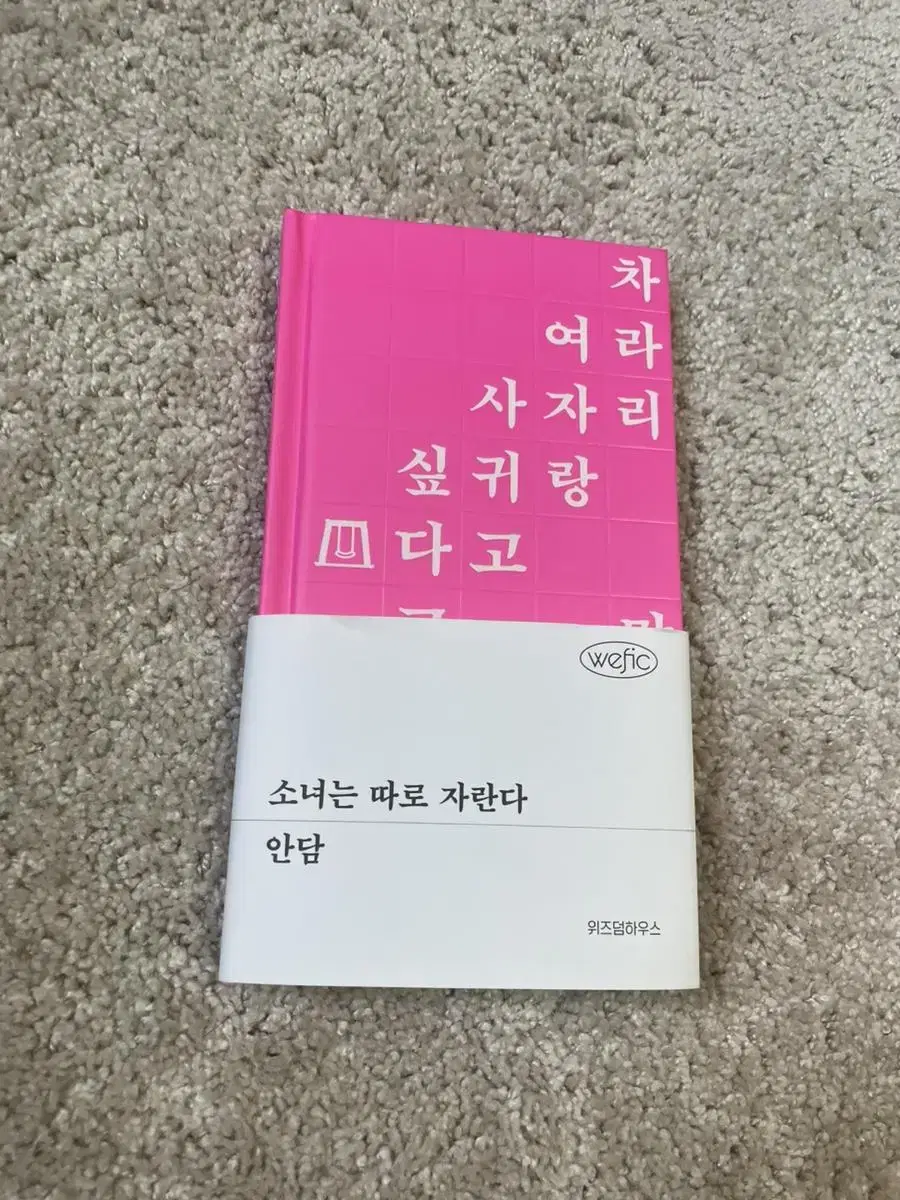 차라리
여자랑
사귀고
싶다
wefic
소녀는 따로 자란다
안담
위즈덤하우스